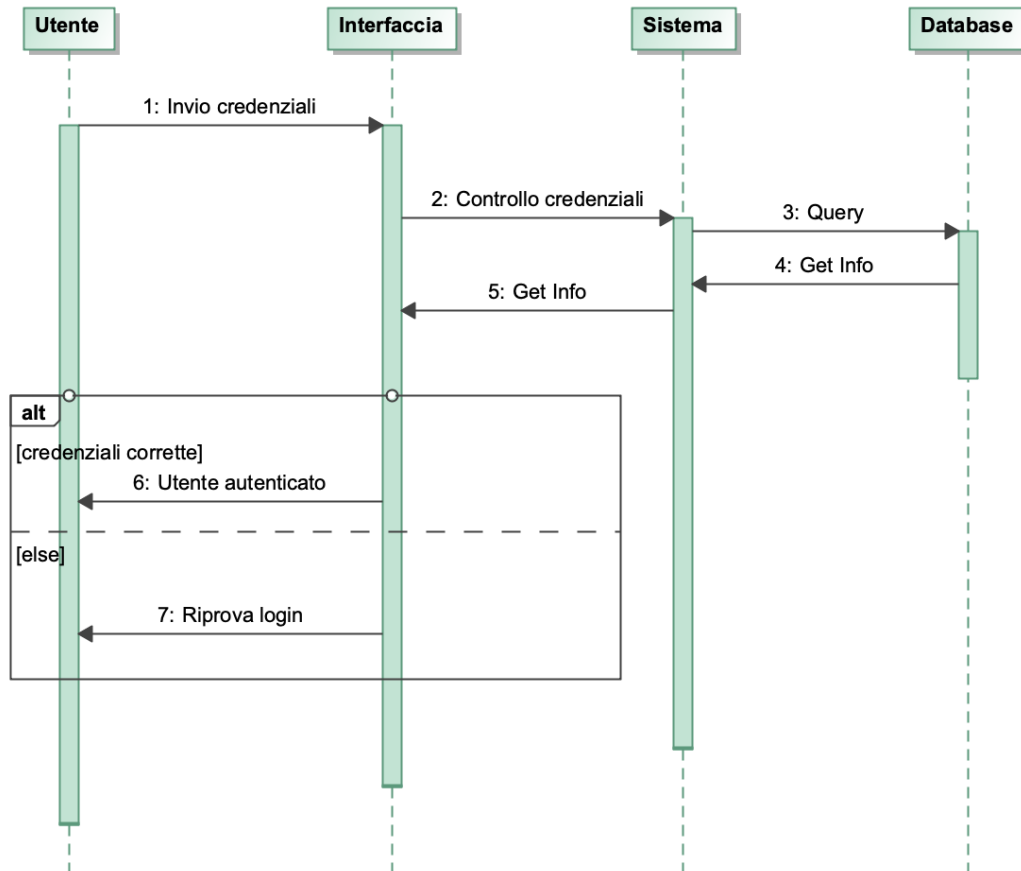 Utente
Interfaccia
Sistema
Database
1: Invio credenziali
2: Controllo credenziali
3: Query
4: Get Info
5: Get Info
alt
[credenziali corrette]
6: Utente autenticato
[else]
7: Riprova login